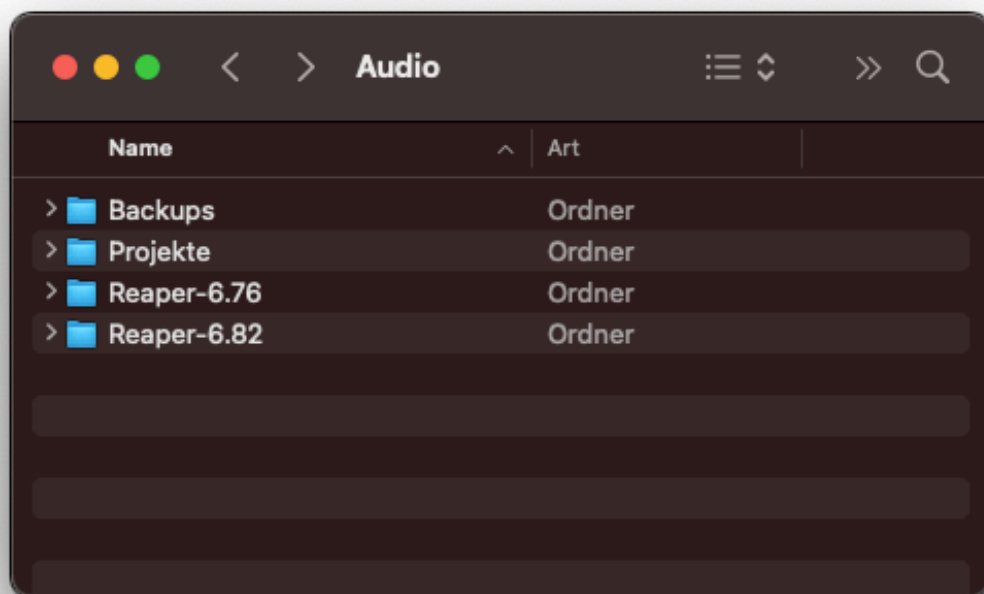 Audio
Name Art
Backups Ordner
Projekte Ordner
Reaper-6.76 Ordner
Reaper-6.82 Ordner